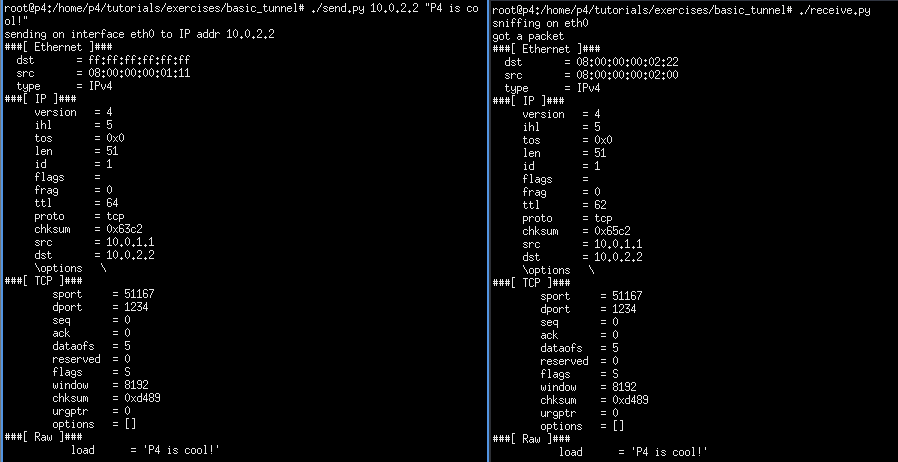 root@p4:/home/p4/tutorials/exercises/basic_tunnel# ./send.py 10.0.2.2 "P4 is co
ol!"
sending on interface eth0 to IP addr 10.0.2.2
###[ Ethernet ]###
  dst       = ff:ff:ff:ff:ff:ff
  src       = 08:00:00:00:01:11
  type      = IPv4
###[ IP ]###
     version   = 4
     ihl       = 5
     tos       = 0x0
     len       = 51
     id        = 1
     flags     =
     frag      = 0
     ttl       = 64
     proto     = tcp
     chksum    = 0x63c2
     src       = 10.0.1.1
     dst       = 10.0.2.2
     \options   \
###[ TCP ]###
        sport     = 51167
        dport     = 1234
        seq       = 0
        ack       = 0
        dataofs   = 5
        reserved  = 0
        flags     = S
        window    = 8192
        chksum    = 0xd489
        urgptr    = 0
        options   = []
###[ Raw ]###
           load      = 'P4 is cool!'
root@p4:/home/p4/tutorials/exercises/basic_tunnel# ./receive.py
sniffing on eth0
got a packet
###[ Ethernet ]###
  dst       = 08:00:00:00:02:22
  src       = 08:00:00:00:02:00
  type      = IPv4
###[ IP ]###
     version   = 4
     ihl       = 5
     tos       = 0x0
     len       = 51
     id        = 1
     flags     =
     frag      = 0
     ttl       = 62
     proto     = tcp
     chksum    = 0x65c2
     src       = 10.0.1.1
     dst       = 10.0.2.2
     \options   \
###[ TCP ]###
        sport     = 51167
        dport     = 1234
        seq       = 0
        ack       = 0
        dataofs   = 5
        reserved  = 0
        flags     = S
        window    = 8192
        chksum    = 0xd489
        urgptr    = 0
        options   = []
###[ Raw ]###
           load      = 'P4 is cool!'